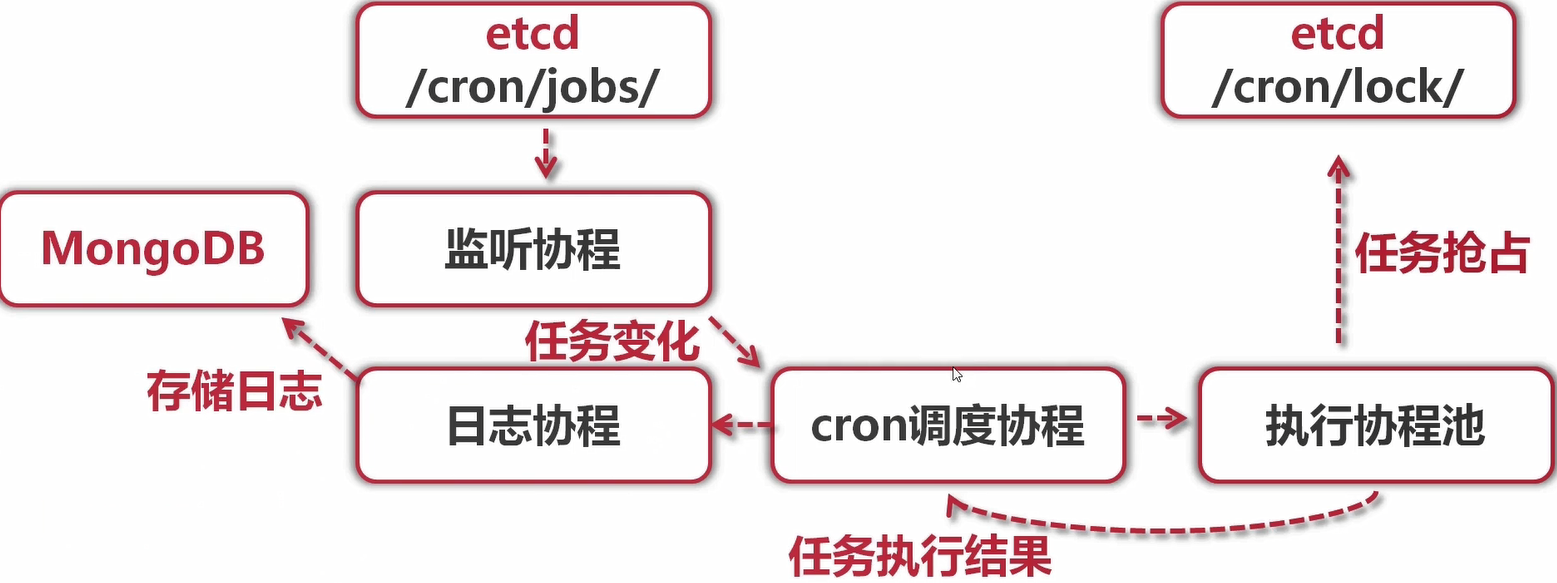 etcd
/cron/jobs/
etcd
/cron/lock/
MongoDB
监听协程
任务抢占
任务变化
存储日志
日志协程
cron调度协程
执行协程池
任务执行结果